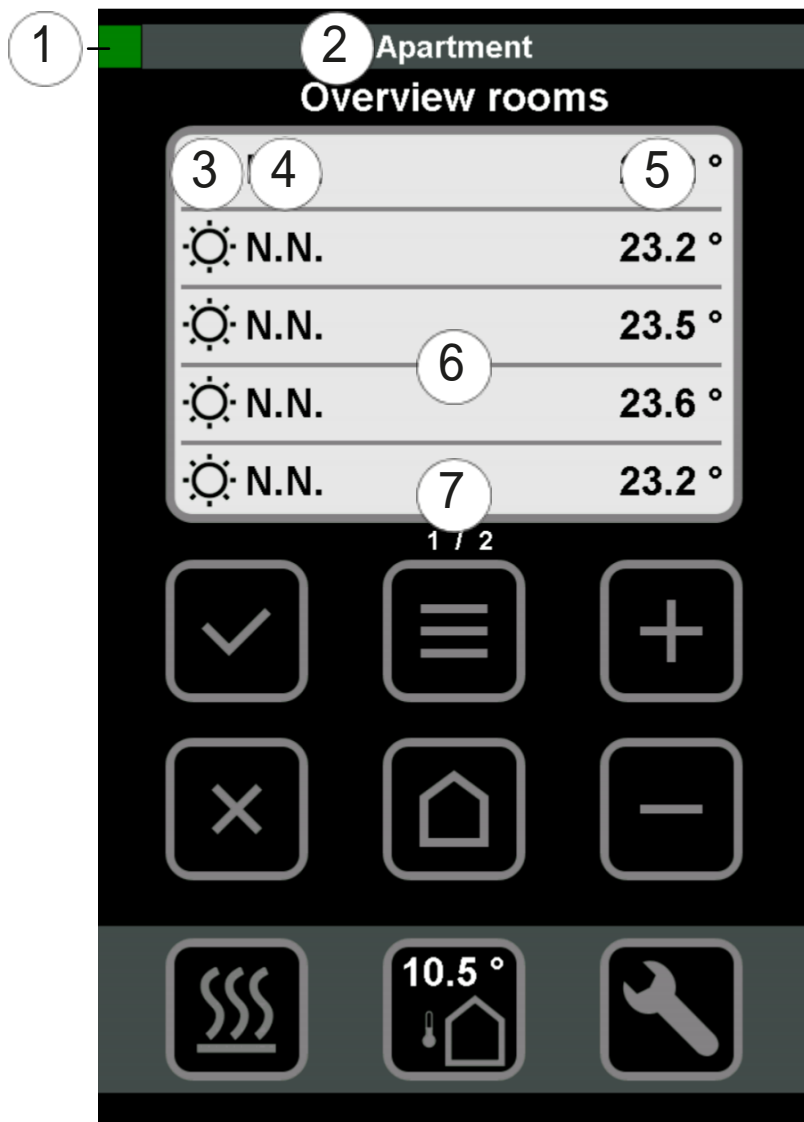 1
2 Apartment
Overview rooms
3 4 5 °
N.N. 23.2 °
N.N. 23.5 °
6
N.N. 23.6 °
N.N. 23.2 °
7
1 / 2
10.5 °